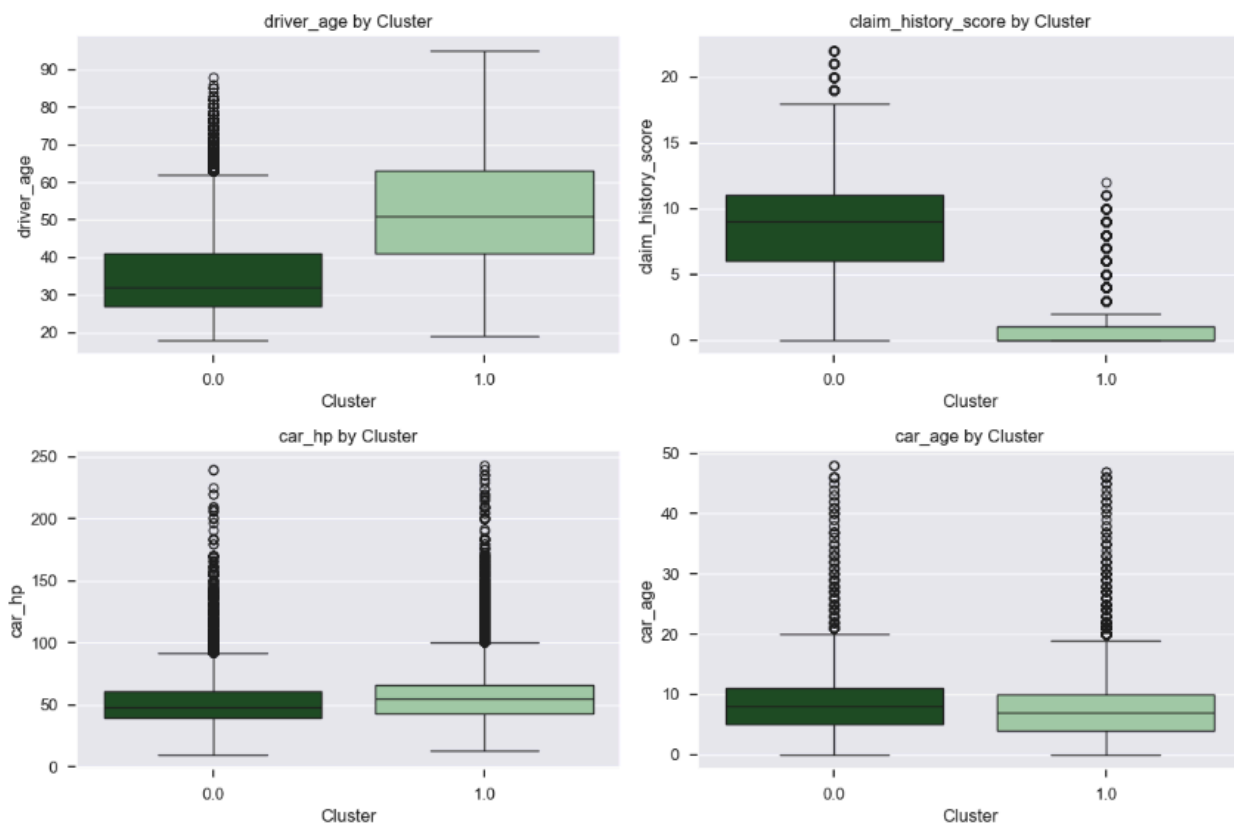 driver_age by Cluster
driver_age
90
80
70
60
50
40
30
20
0.0
1.0
Cluster
claim_history_score by Cluster
claim_history_score
20
15
10
5
0
0.0
1.0
Cluster
car_hp by Cluster
car_hp
250
200
150
100
50
0
0.0
1.0
Cluster
car_age by Cluster
car_age
50
40
30
20
10
0
0.0
1.0
Cluster